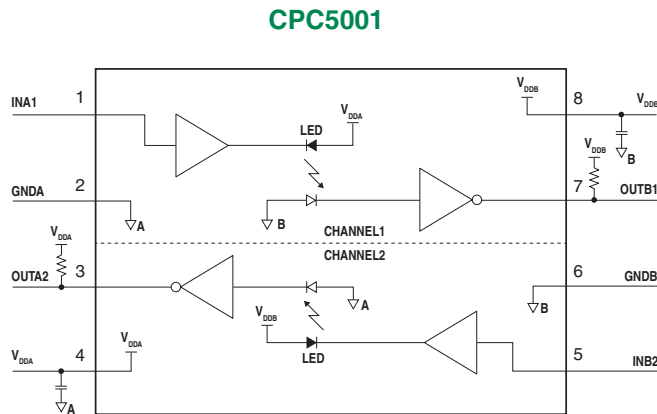 CPC5001
INA1
1
LED
V_DDA
V_DDB
8
V_DDB
B
V_DDB
GNDA
2
A
B
7
OUTB1
CHANNEL1
CHANNEL2
V_DDA
OUTA2
3
A
6
GNDB
B
V_DDB
LED
V_DDA
4
V_DDA
5
INB2
A